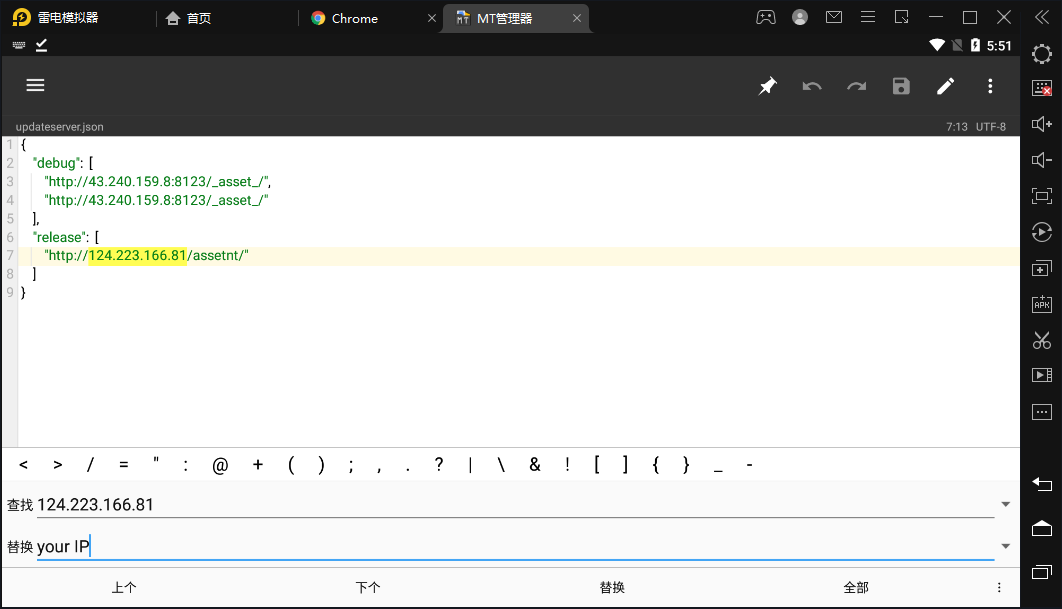 雷电模拟器
首页
Chrome
MT管理器
5:51
updateserver.json
7:13 UTF-8
1 {
2 "debug": [
3 "http://43.240.159.8:8123/_asset_/",
4 "http://43.240.159.8:8123/_asset_/"
5 ],
6 "release": [
7 "http://124.223.166.81/assetnt/"
8 ]
9 }
< > / = " : @ + ( ) ; , . ? | \ & ! [ ] { } _ -
查找 124.223.166.81
替换 your IP
上个 下个 替换 全部
APK